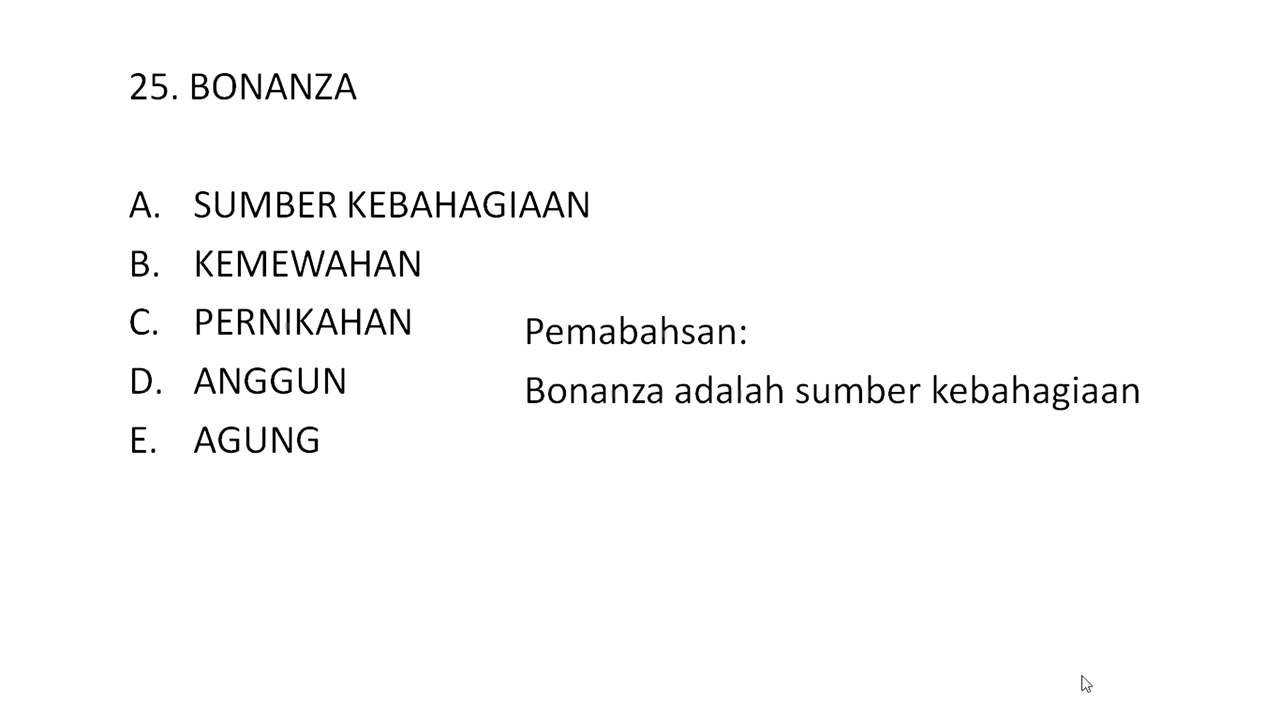 25. BONANZA
A. SUMBER KEBAHAGIAAN
B. KEMEWAHAN
C. PERNIKAHAN
D. ANGGUN
E. AGUNG
Pemabahsan:
Bonanza adalah sumber kebahagiaan